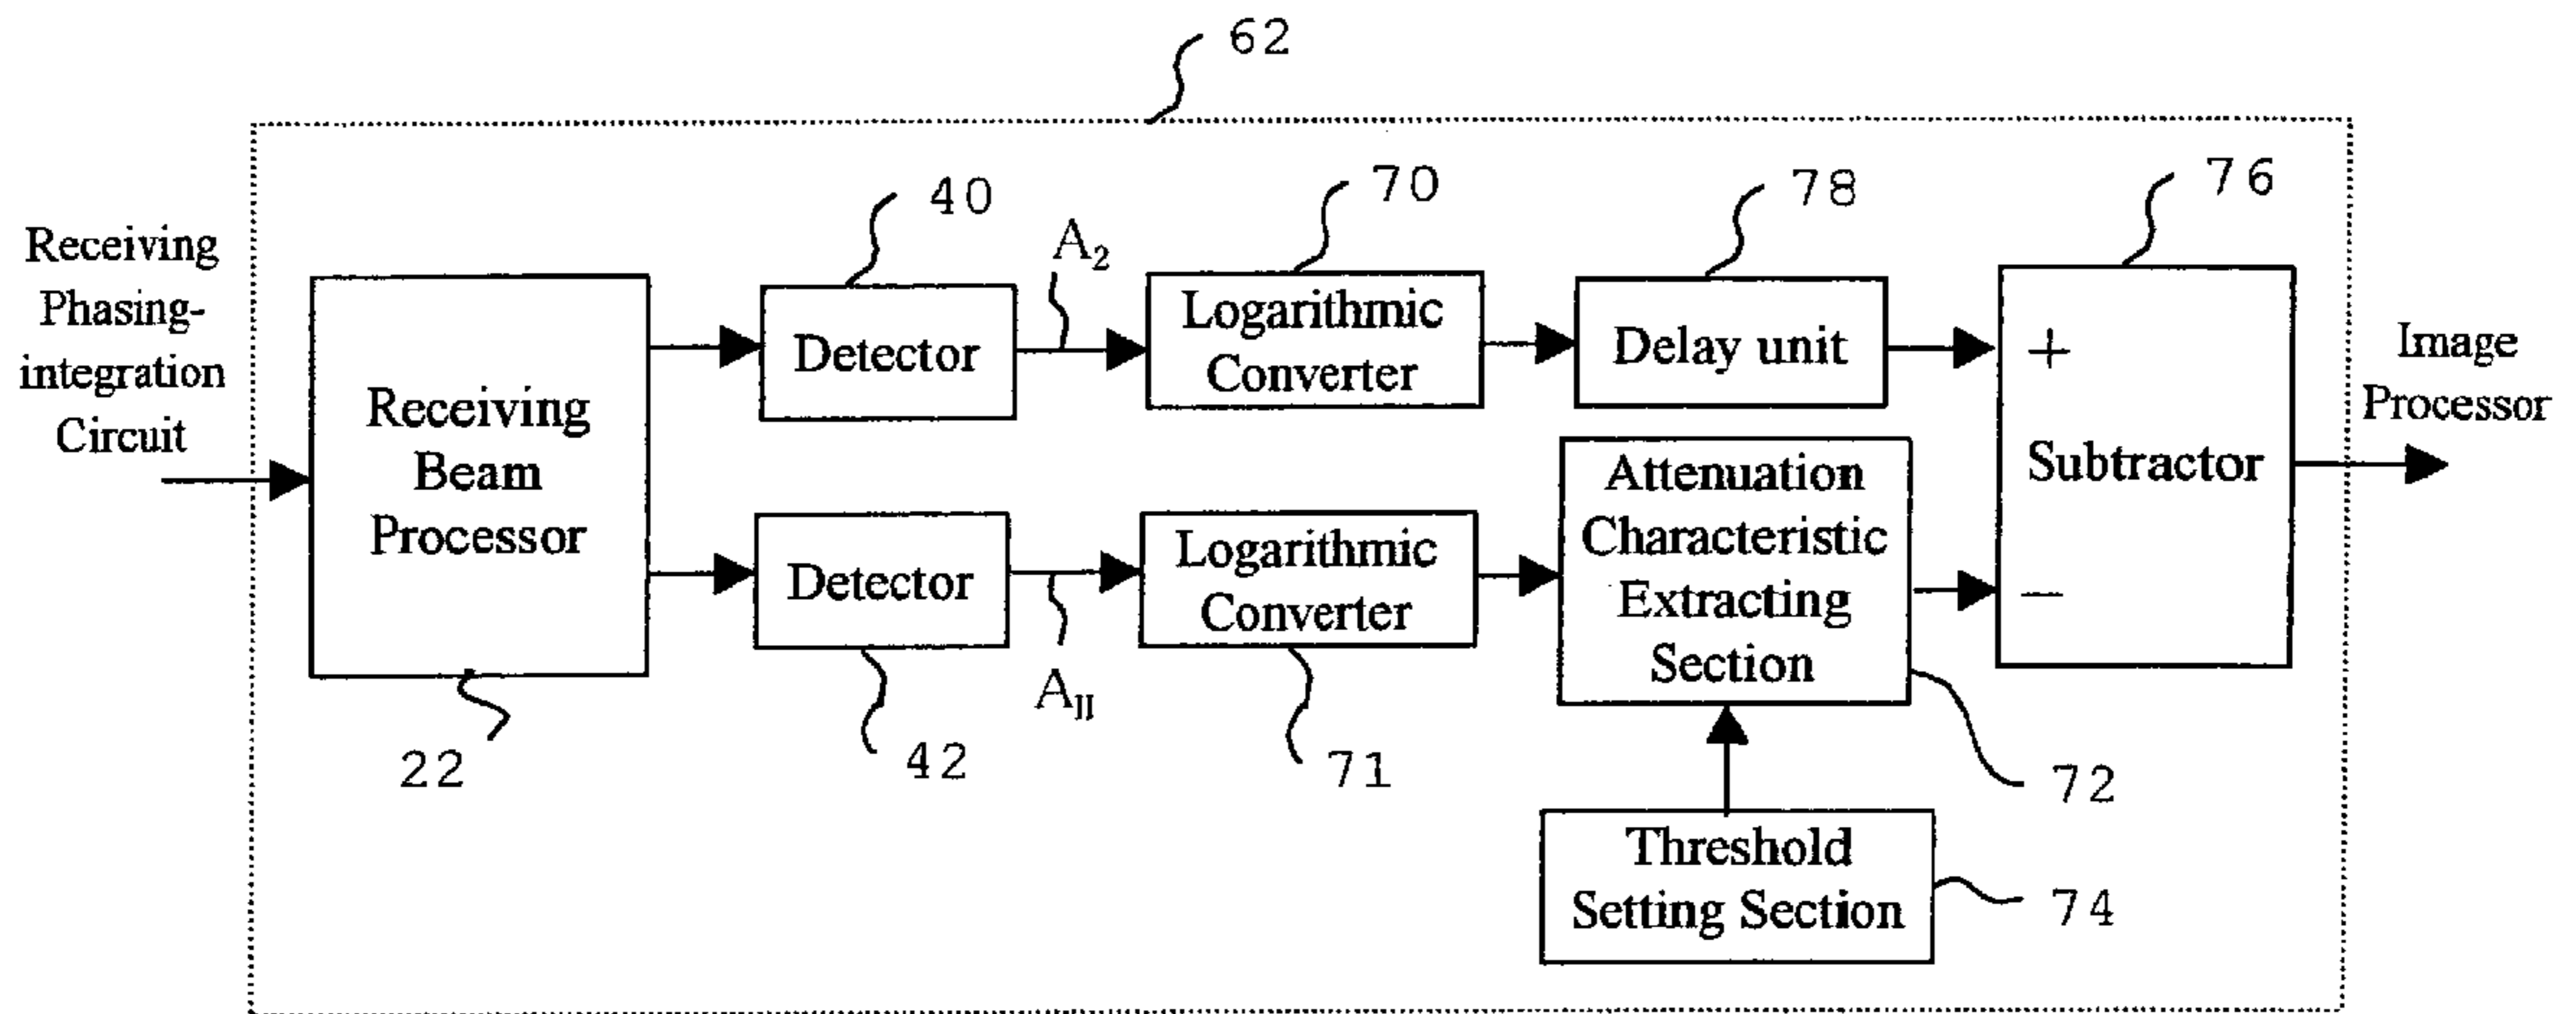 62
Receiving
Phasing-
integration
Circuit
Receiving
Beam
Processor
22
40
Detector
A₂
70
Logarithmic
Converter
78
Delay unit
76
+
Subtractor
−
Image
Processor
Detector
42
A_JJ
Logarithmic
Converter
71
Attenuation
Characteristic
Extracting
Section
72
Threshold
Setting Section
74